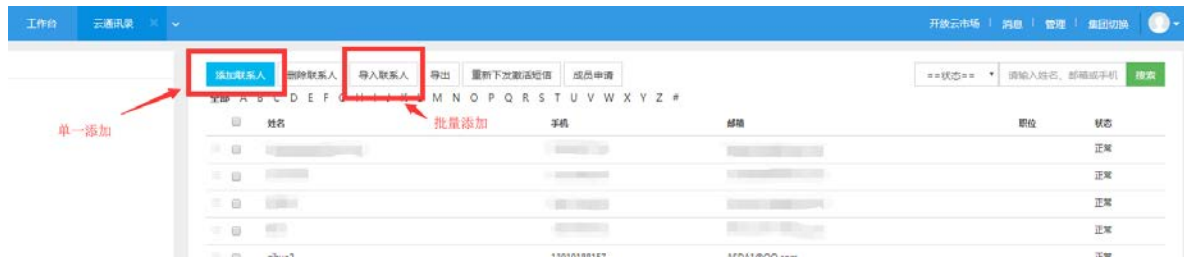 工作台 云通讯录 开放云市场 消息 管理 集团切换
添加联系人 删除联系人 导入联系人 导出 重新下发激活短信 成员申请 ==状态== 请输入姓名、邮箱或手机 搜索
全部 A B C D E F G H I J K L M N O P Q R S T U V W X Y Z #
单一添加 批量添加
姓名 手机 邮箱 职位 状态
正常
正常
正常
正常
正常